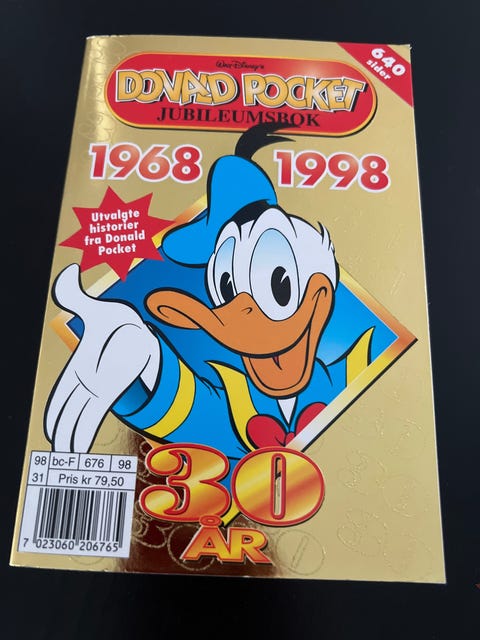 Walt Disney's
DONALD POCKET
JUBILEUMSBOK
640
sider
1968 1998
Utvalgte
historier
fra Donald
Pocket
30
ÅR
98 bc-F 676 98
31 Pris kr 79,50
7 023060 206765